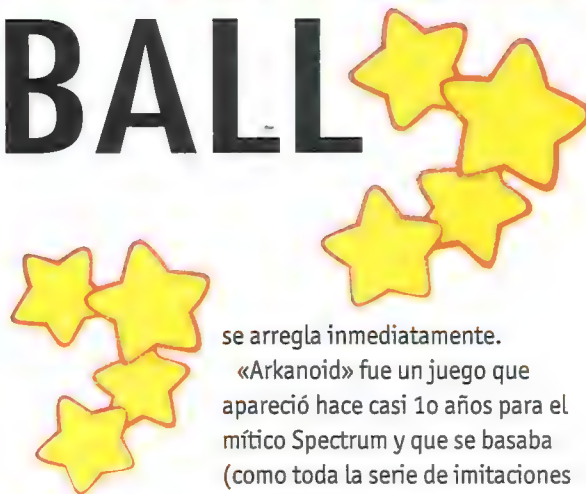 BALL
se arregla inmediatamente.
«Arkanoid» fue un juego que
apareció hace casi 10 años para el
mítico Spectrum y que se basaba
(como toda la serie de imitaciones